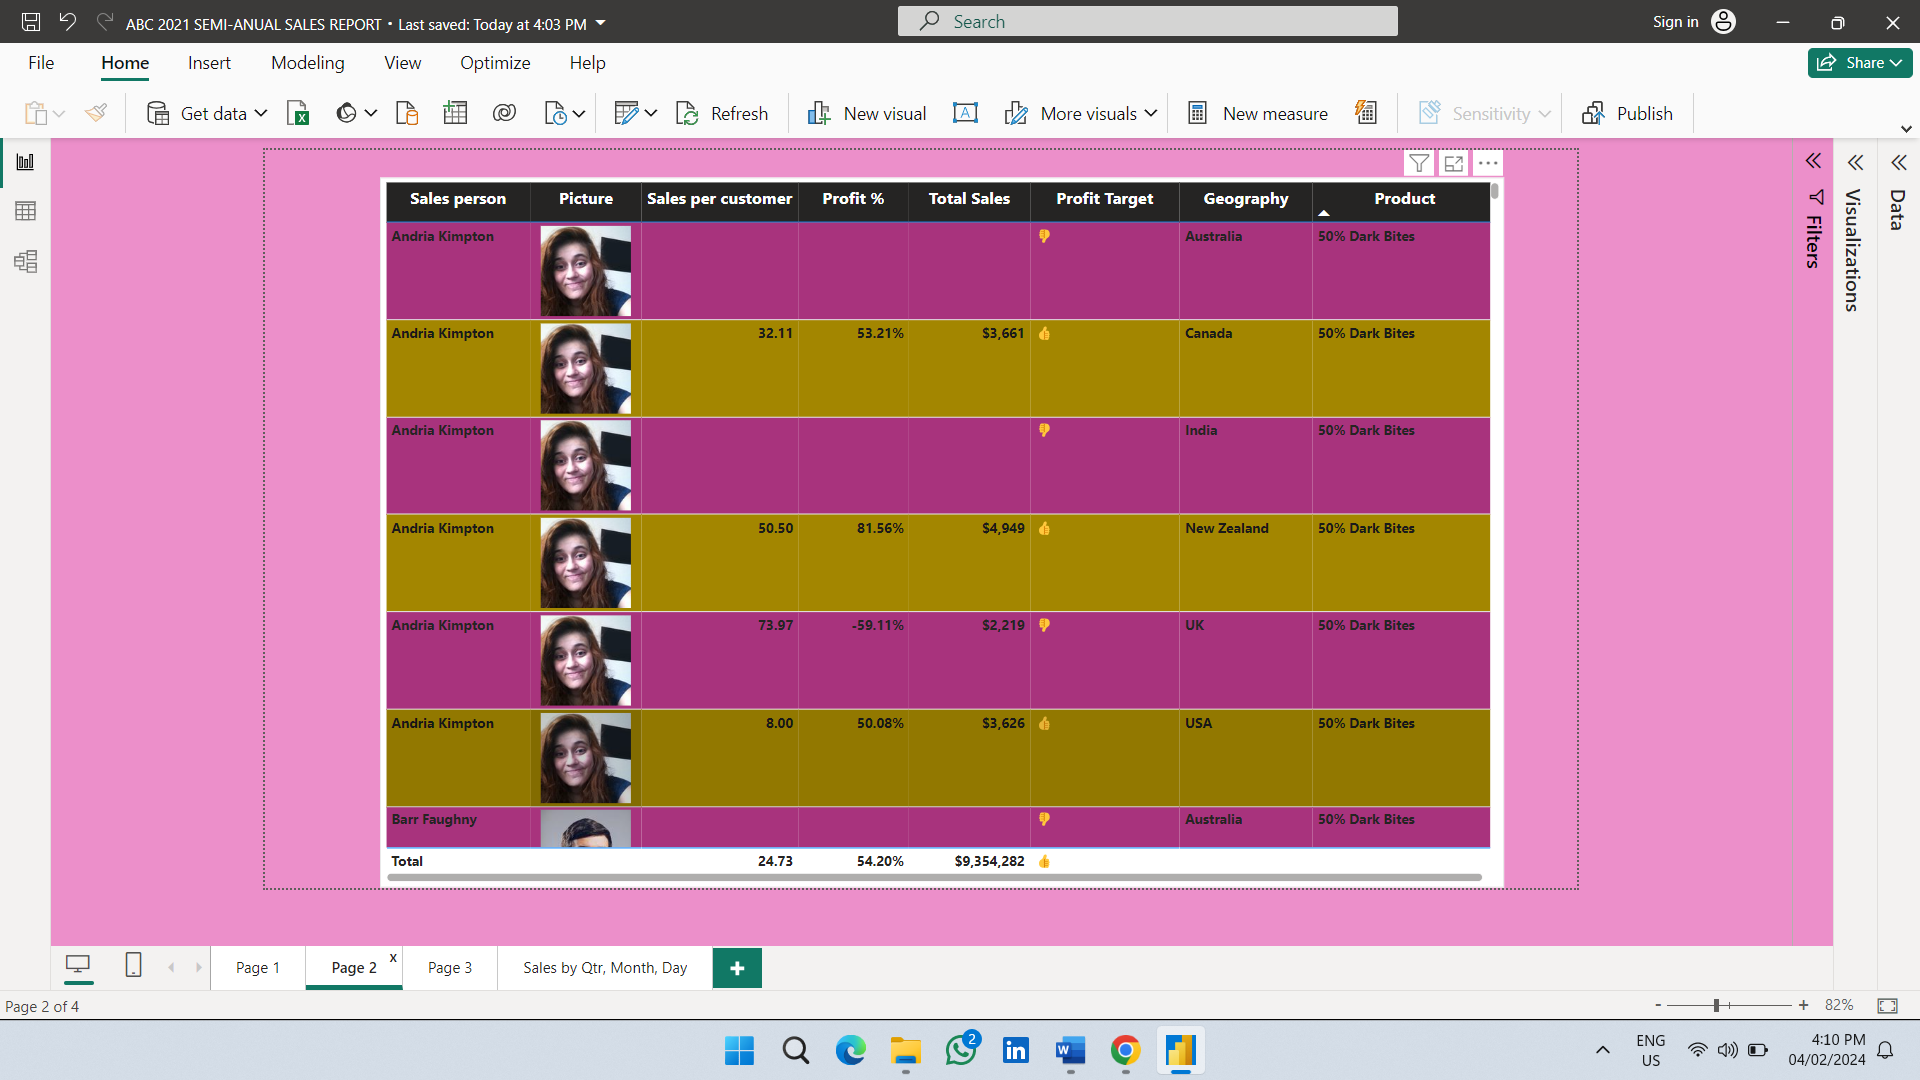 ABC 2021 SEMI-ANUAL SALES REPORT • Last saved: Today at 4:03 PM
Search
Sign in
File Home Insert Modeling View Optimize Help
Share
Get data Refresh New visual A More visuals New measure Sensitivity Publish
Sales person Picture Sales per customer Profit % Total Sales Profit Target Geography Product
Andria Kimpton Australia 50% Dark Bites
Andria Kimpton 32.11 53.21% $3,661 Canada 50% Dark Bites
Andria Kimpton India 50% Dark Bites
Andria Kimpton 50.50 81.56% $4,949 New Zealand 50% Dark Bites
Andria Kimpton 73.97 -59.11% $2,219 UK 50% Dark Bites
Andria Kimpton 8.00 50.08% $3,626 USA 50% Dark Bites
Barr Faughny Australia 50% Dark Bites
Total 24.73 54.20% $9,354,282
Filters
Visualizations
Data
Page 1 Page 2 x Page 3 Sales by Qtr, Month, Day +
Page 2 of 4
- + 82%
2
in
W
ENG
US
4:10 PM
04/02/2024